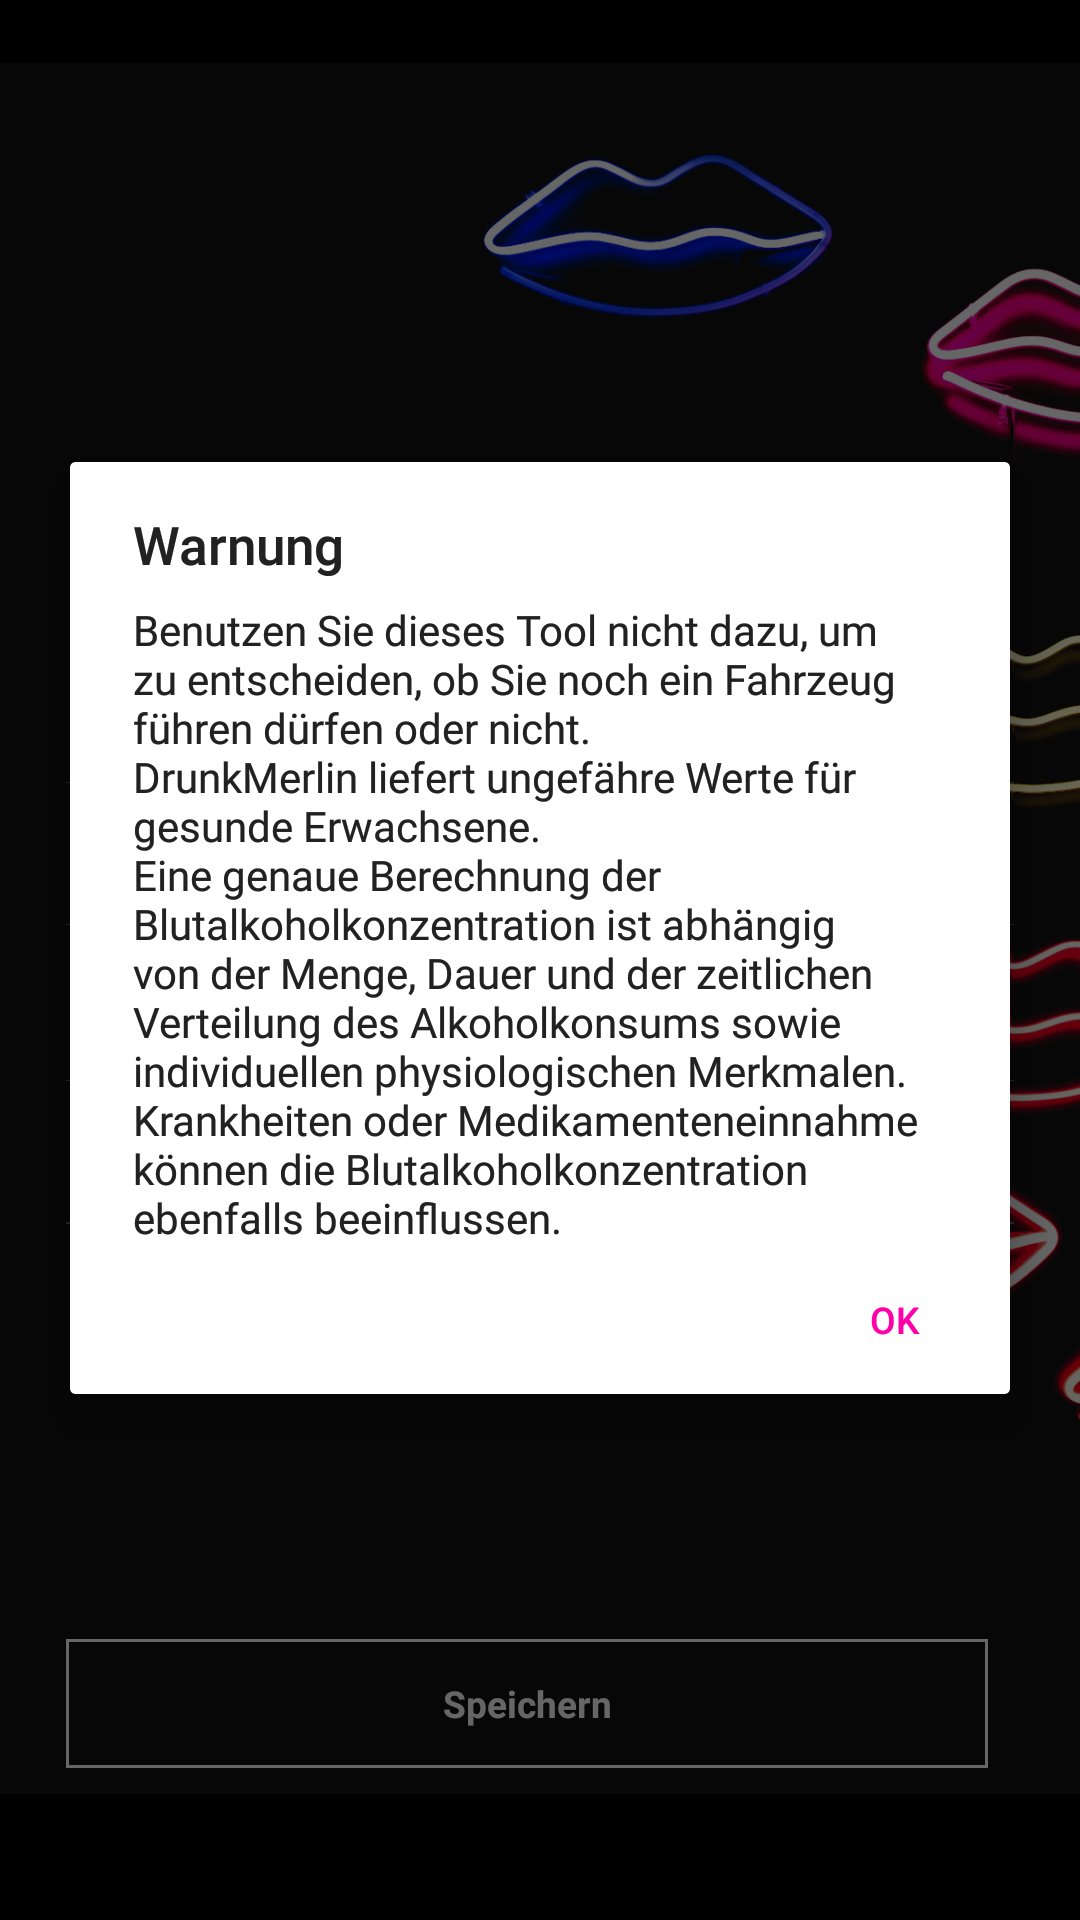 Warnung
Benutzen Sie dieses Tool nicht dazu, um
zu entscheiden, ob Sie noch ein Fahrzeug
führen dürfen oder nicht.
DrunkMerlin liefert ungefähre Werte für
gesunde Erwachsene.
Eine genaue Berechnung der
Blutalkoholkonzentration ist abhängig
von der Menge, Dauer und der zeitlichen
Verteilung des Alkoholkonsums sowie
individuellen physiologischen Merkmalen.
Krankheiten oder Medikamenteneinnahme
können die Blutalkoholkonzentration
ebenfalls beeinflussen.
OK
Speichern